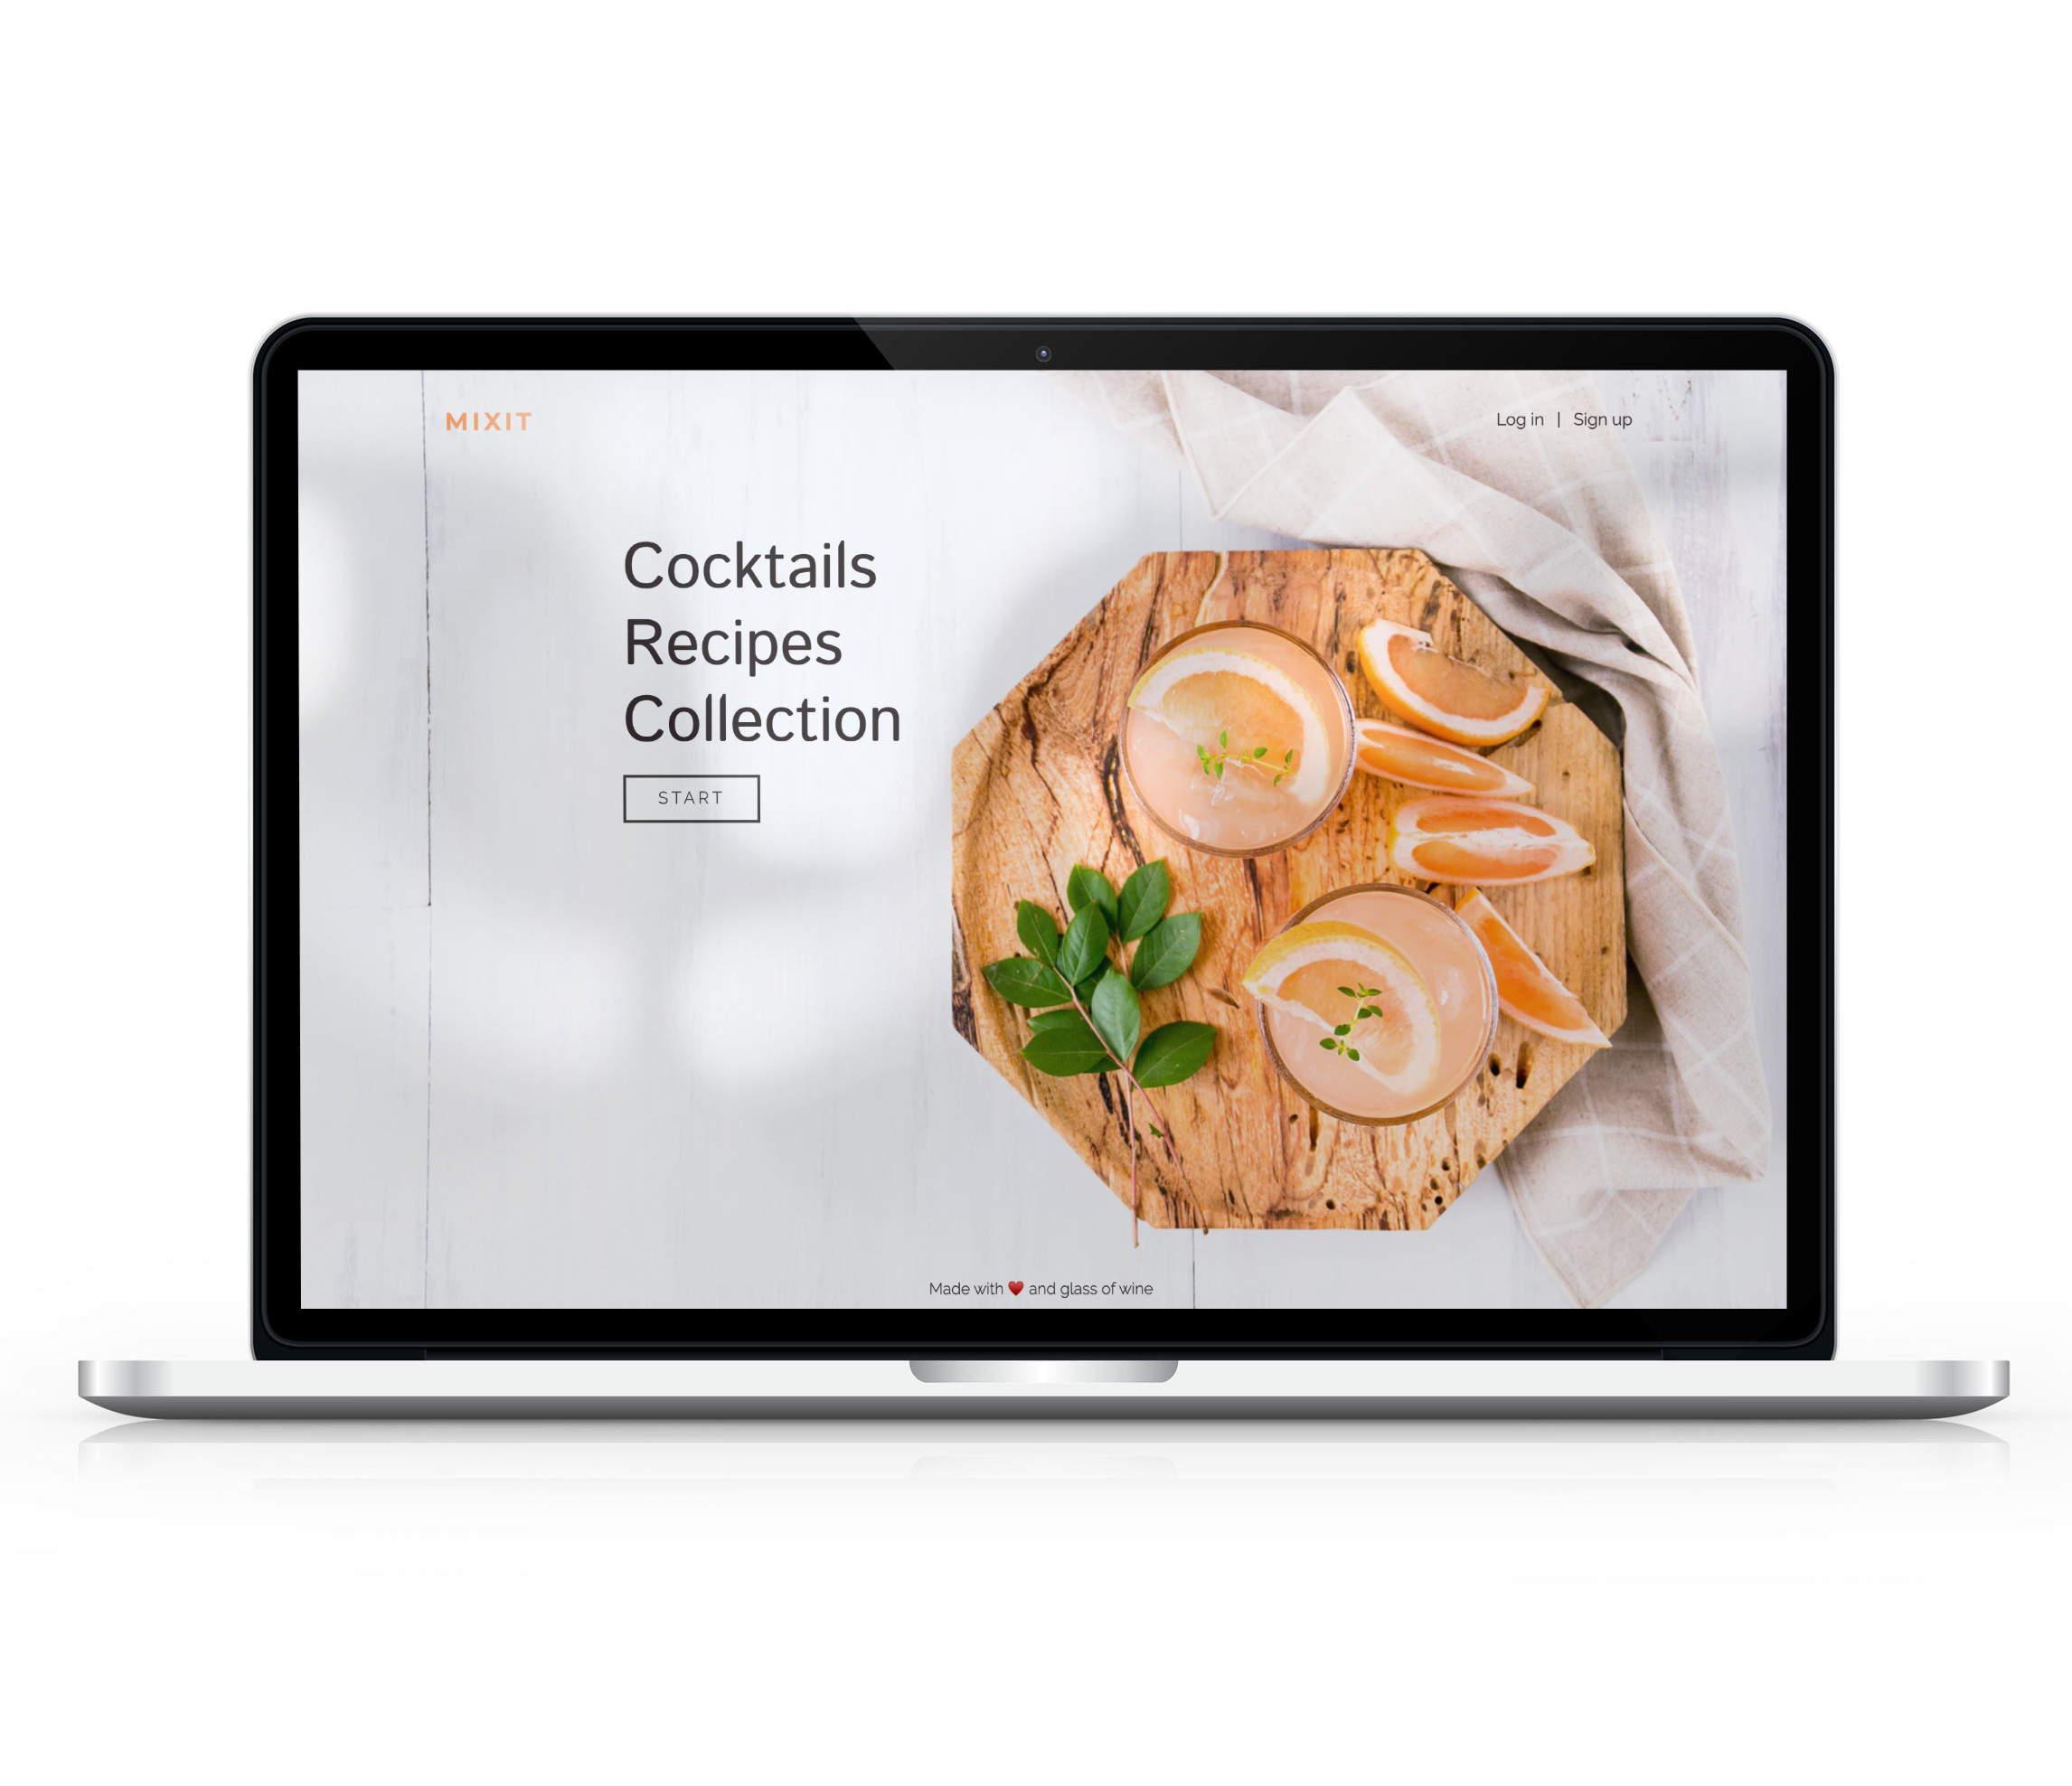 MIXIT
Log in | Sign up
Cocktails
Recipes
Collection
START
Made with ❤️ and glass of wine